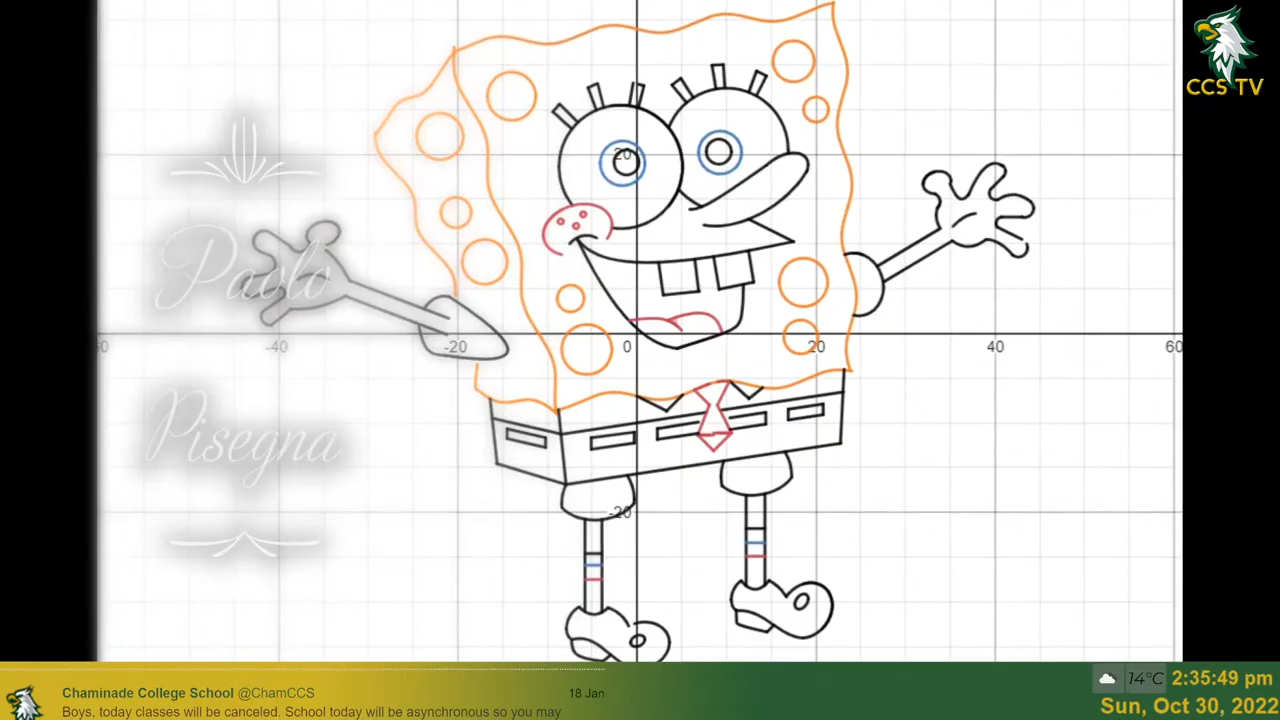 CCS TV
Paolo
Pisegna
20
-40
-20
0
20
40
60
-20
Chaminade College School @ChamCCS
18 Jan
Boys, today classes will be canceled. School today will be asynchronous so you may
14°C
2:35:49 pm
Sun, Oct 30, 2022